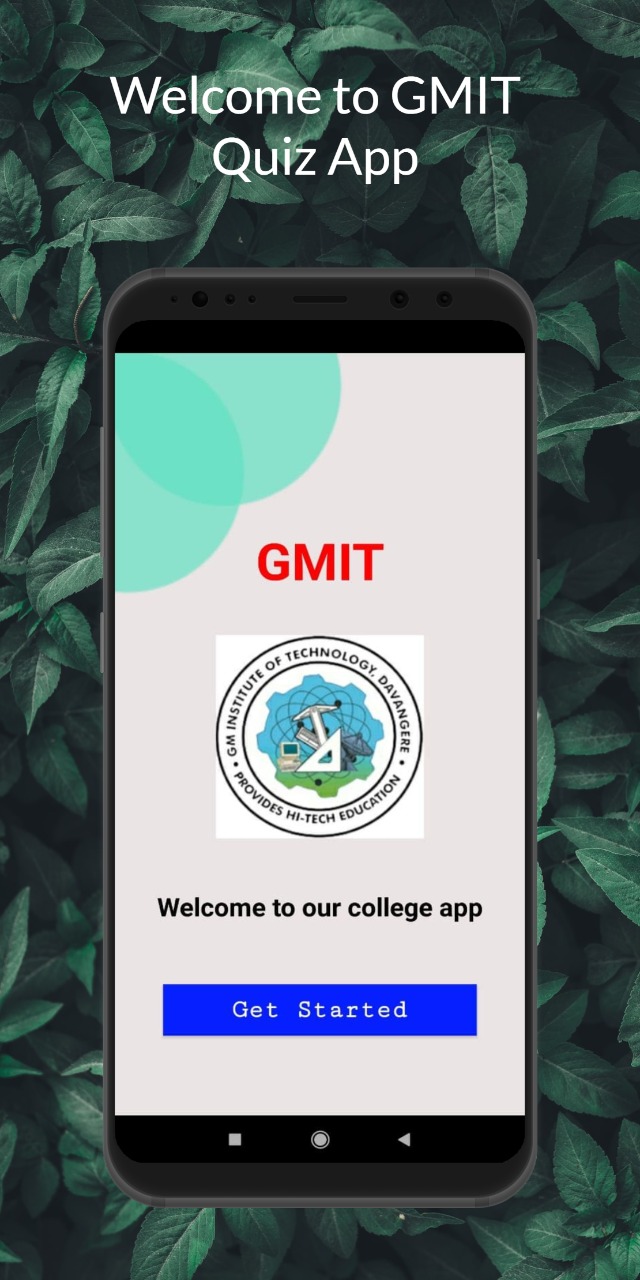 Welcome to GMIT
Quiz App
GMIT
GM INSTITUTE OF TECHNOLOGY, DAVANGERE
• PROVIDES HI-TECH EDUCATION •
Welcome to our college app
Get Started